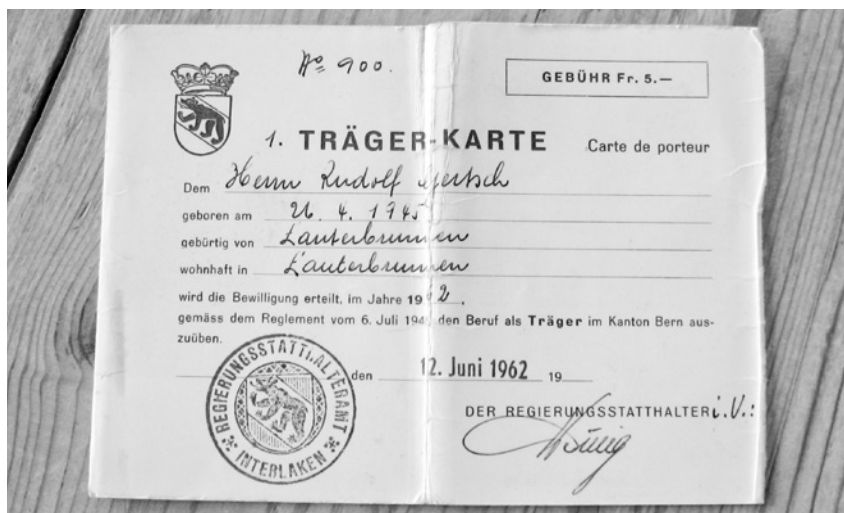 No 900.
GEBÜHR Fr. 5.—
1. TRÄGER-KARTE Carte de porteur
Dem Herrn Rudolf Gertsch
geboren am 26. 4. 1945
gebürtig von Lauterbrunnen
wohnhaft in Lauterbrunnen
wird die Bewilligung erteilt, im Jahre 1962.
gemäss dem Reglement vom 6. Juli 194 den Beruf als Träger im Kanton Bern aus-
zuüben.
den 12. Juni 1962 19
DER REGIERUNGSSTATTHALTER i.V.:
REGIERUNGSSTATTHALTERAMT
INTERLAKEN